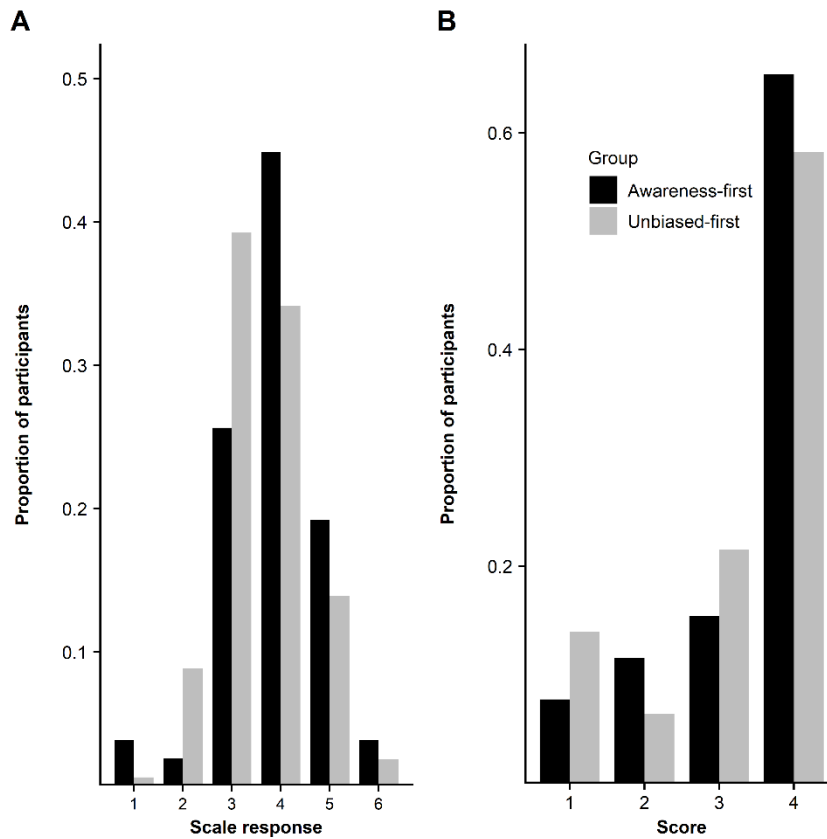 A
Proportion of participants
0.5
0.4
0.3
0.2
0.1
1 2 3 4 5 6
Scale response
B
Proportion of participants
0.6
0.4
0.2
Group
Awareness-first
Unbiased-first
1 2 3 4
Score